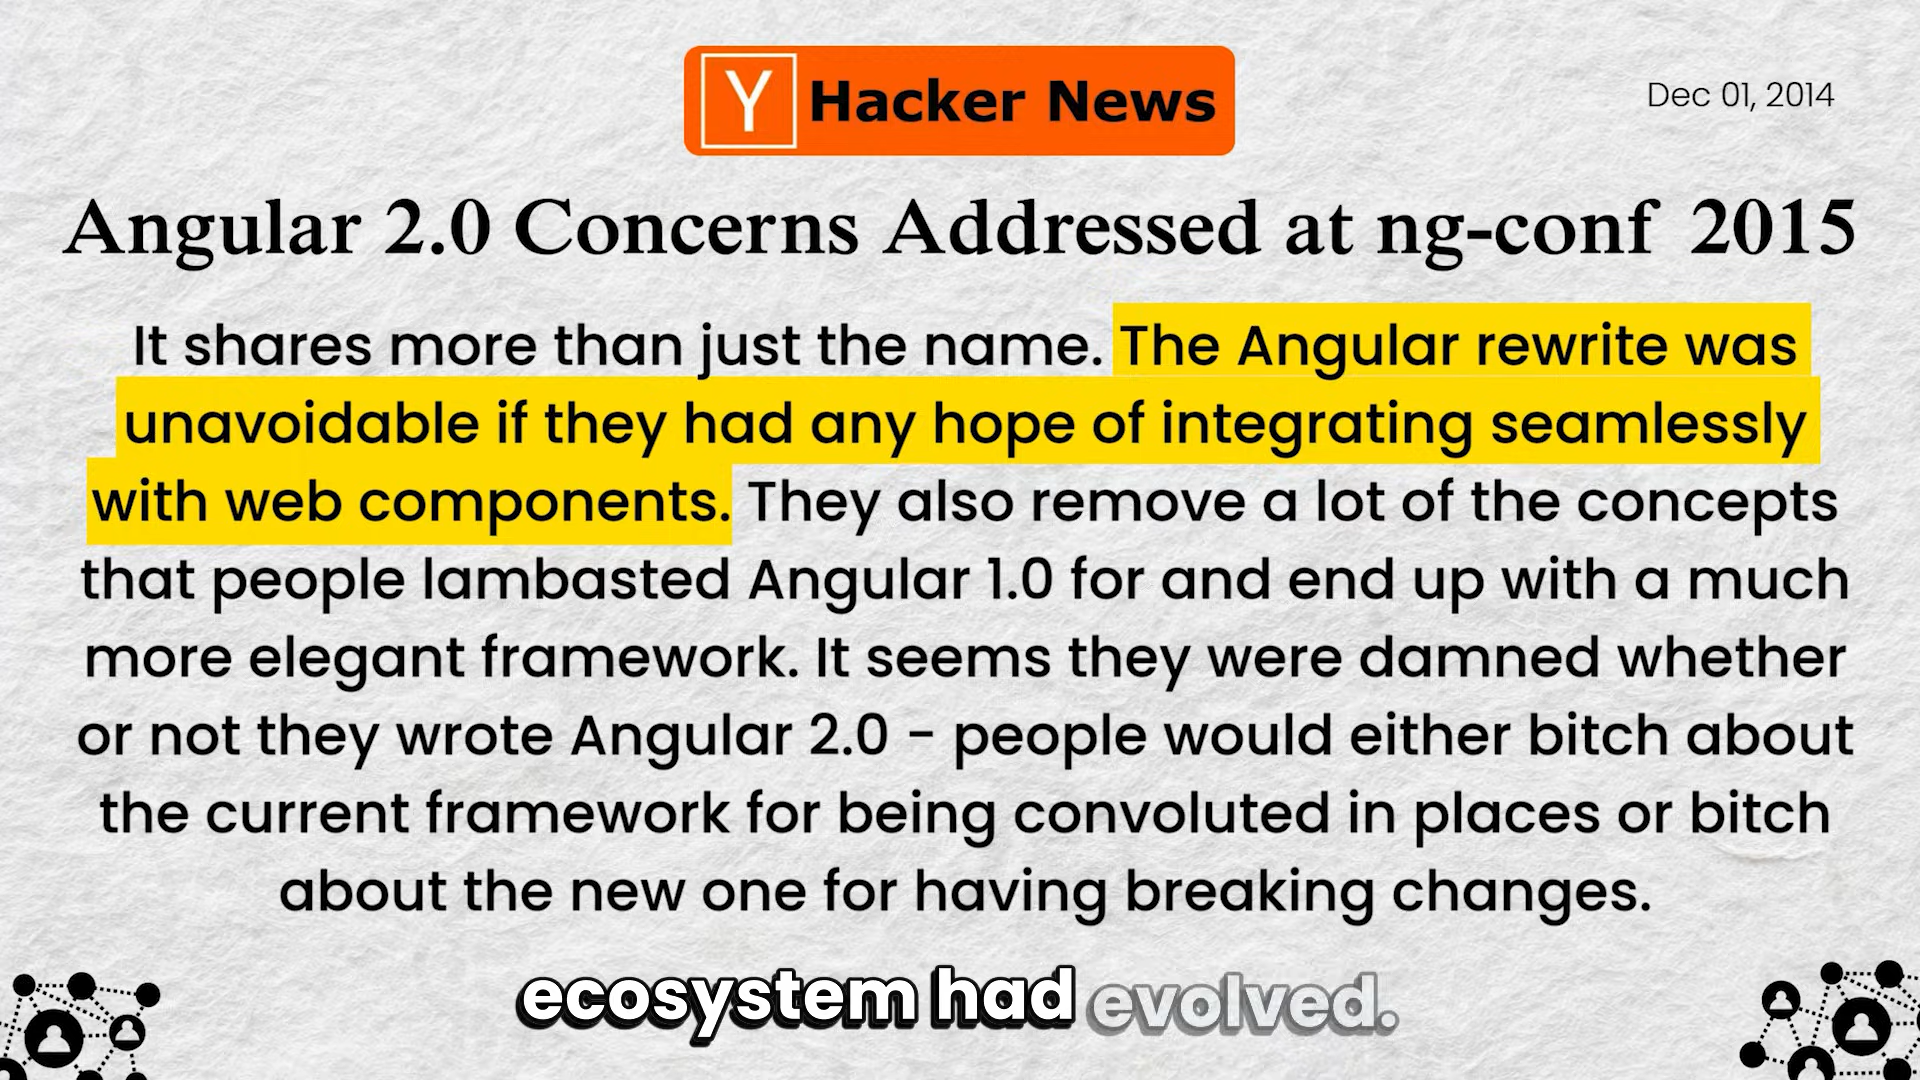 Y Hacker News
Dec 01, 2014
Angular 2.0 Concerns Addressed at ng-conf 2015
It shares more than just the name. The Angular rewrite was
unavoidable if they had any hope of integrating seamlessly
with web components. They also remove a lot of the concepts
that people lambasted Angular 1.0 for and end up with a much
more elegant framework. It seems they were damned whether
or not they wrote Angular 2.0 - people would either bitch about
the current framework for being convoluted in places or bitch
about the new one for having breaking changes.
ecosystem had evolved.